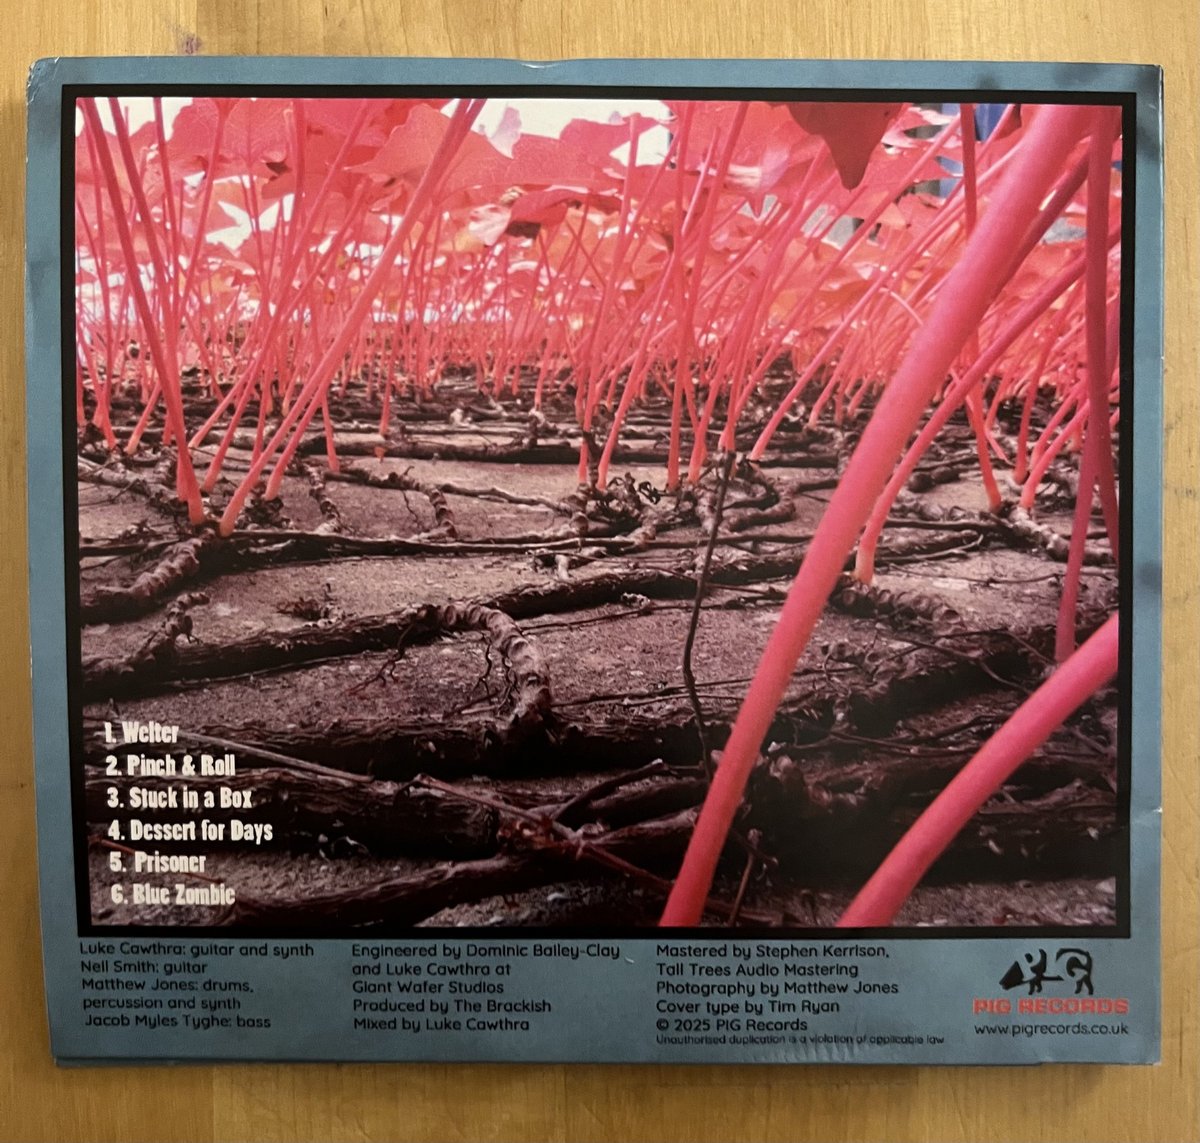 1. Welter
2. Pinch & Roll
3. Stuck in a Box
4. Dessert for Days
5. Prisoner
6. Blue Zombie
Luke Cawthra: guitar and synth
Neil Smith: guitar
Matthew Jones: drums,
percussion and synth
Jacob Myles Tyghe: bass
Engineered by Dominic Bailey-Clay
and Luke Cawthra at
Giant Wafer Studios
Produced by The Brackish
Mixed by Luke Cawthra
Mastered by Stephen Kerrison,
Tall Trees Audio Mastering
Photography by Matthew Jones
Cover type by Tim Ryan
© 2025 PIG Records
Unauthorised duplication is a violation of applicable law
PIG
PIG RECORDS
www.pigrecords.co.uk